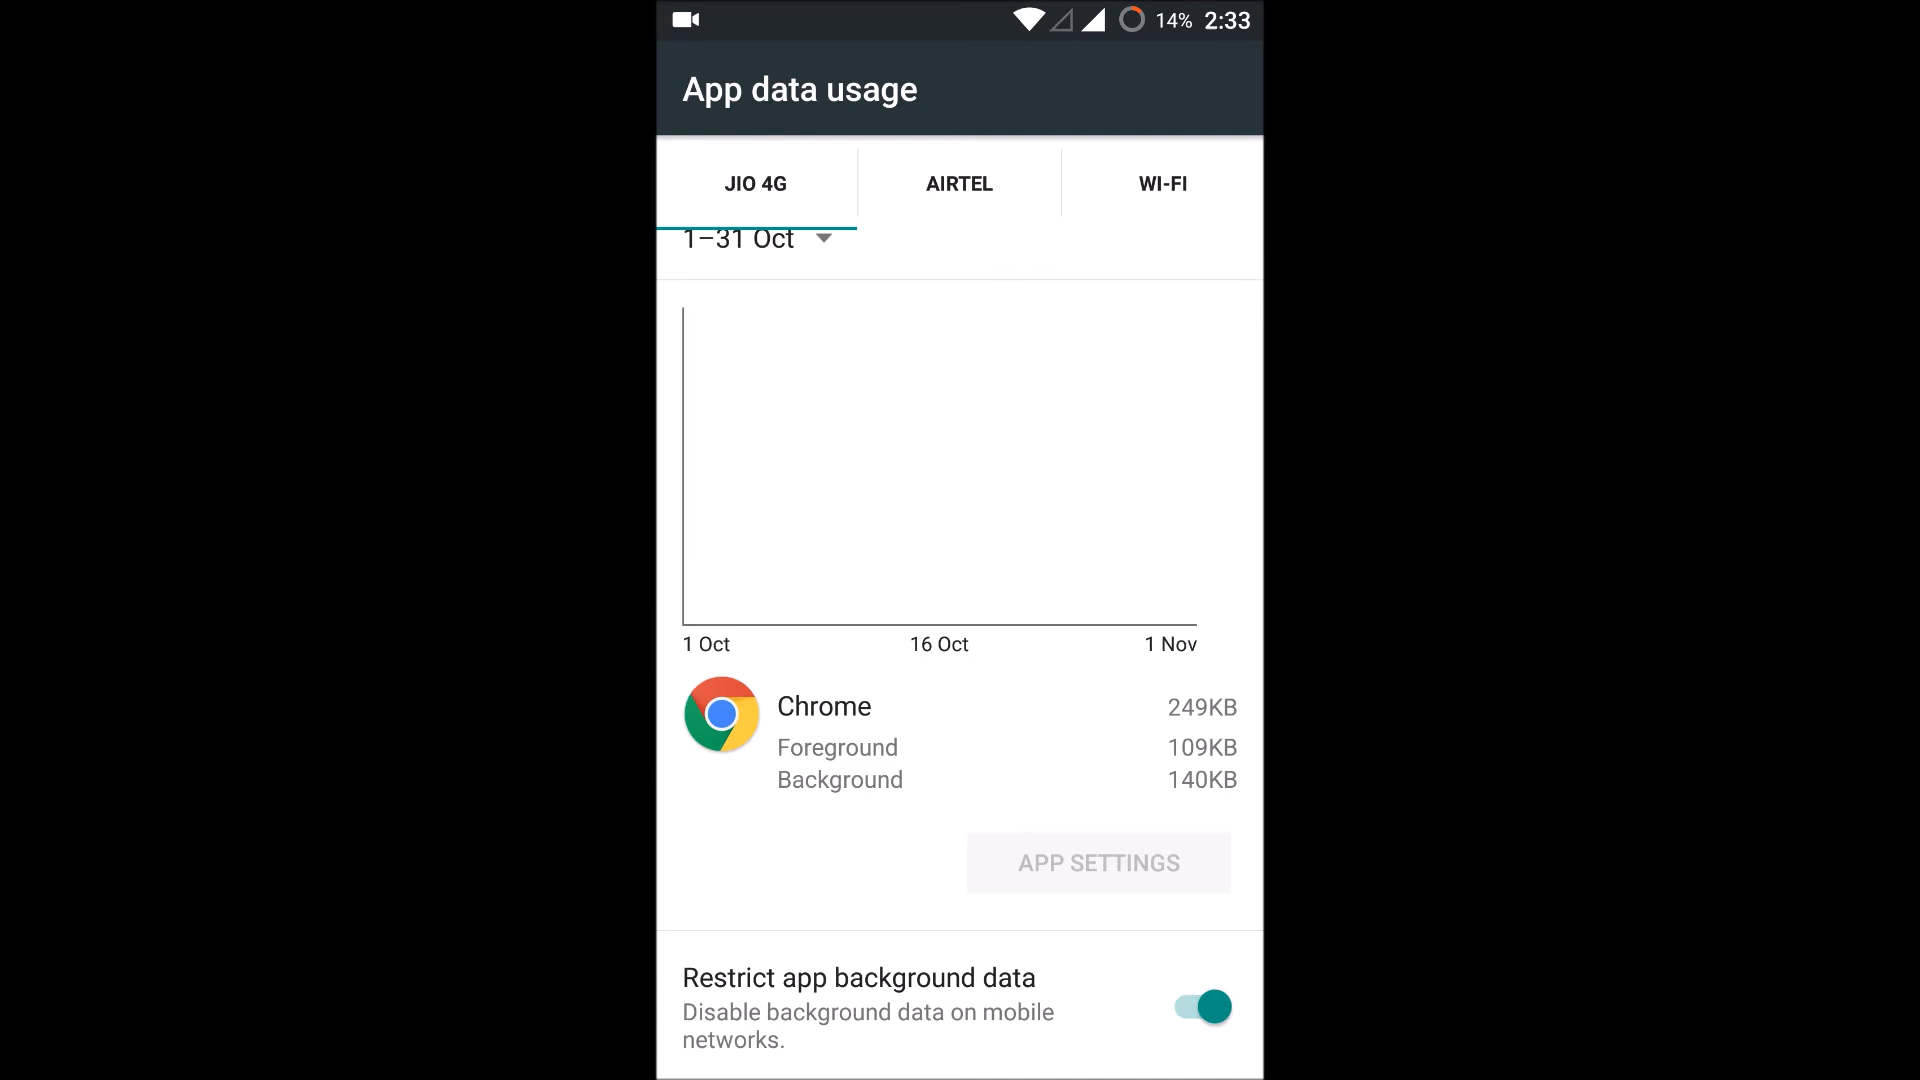 14% 2:33
App data usage
JIO 4G AIRTEL WI-FI
1–31 Oct
1 Oct 16 Oct 1 Nov
Chrome 249KB
Foreground 109KB
Background 140KB
APP SETTINGS
Restrict app background data
Disable background data on mobile
networks.